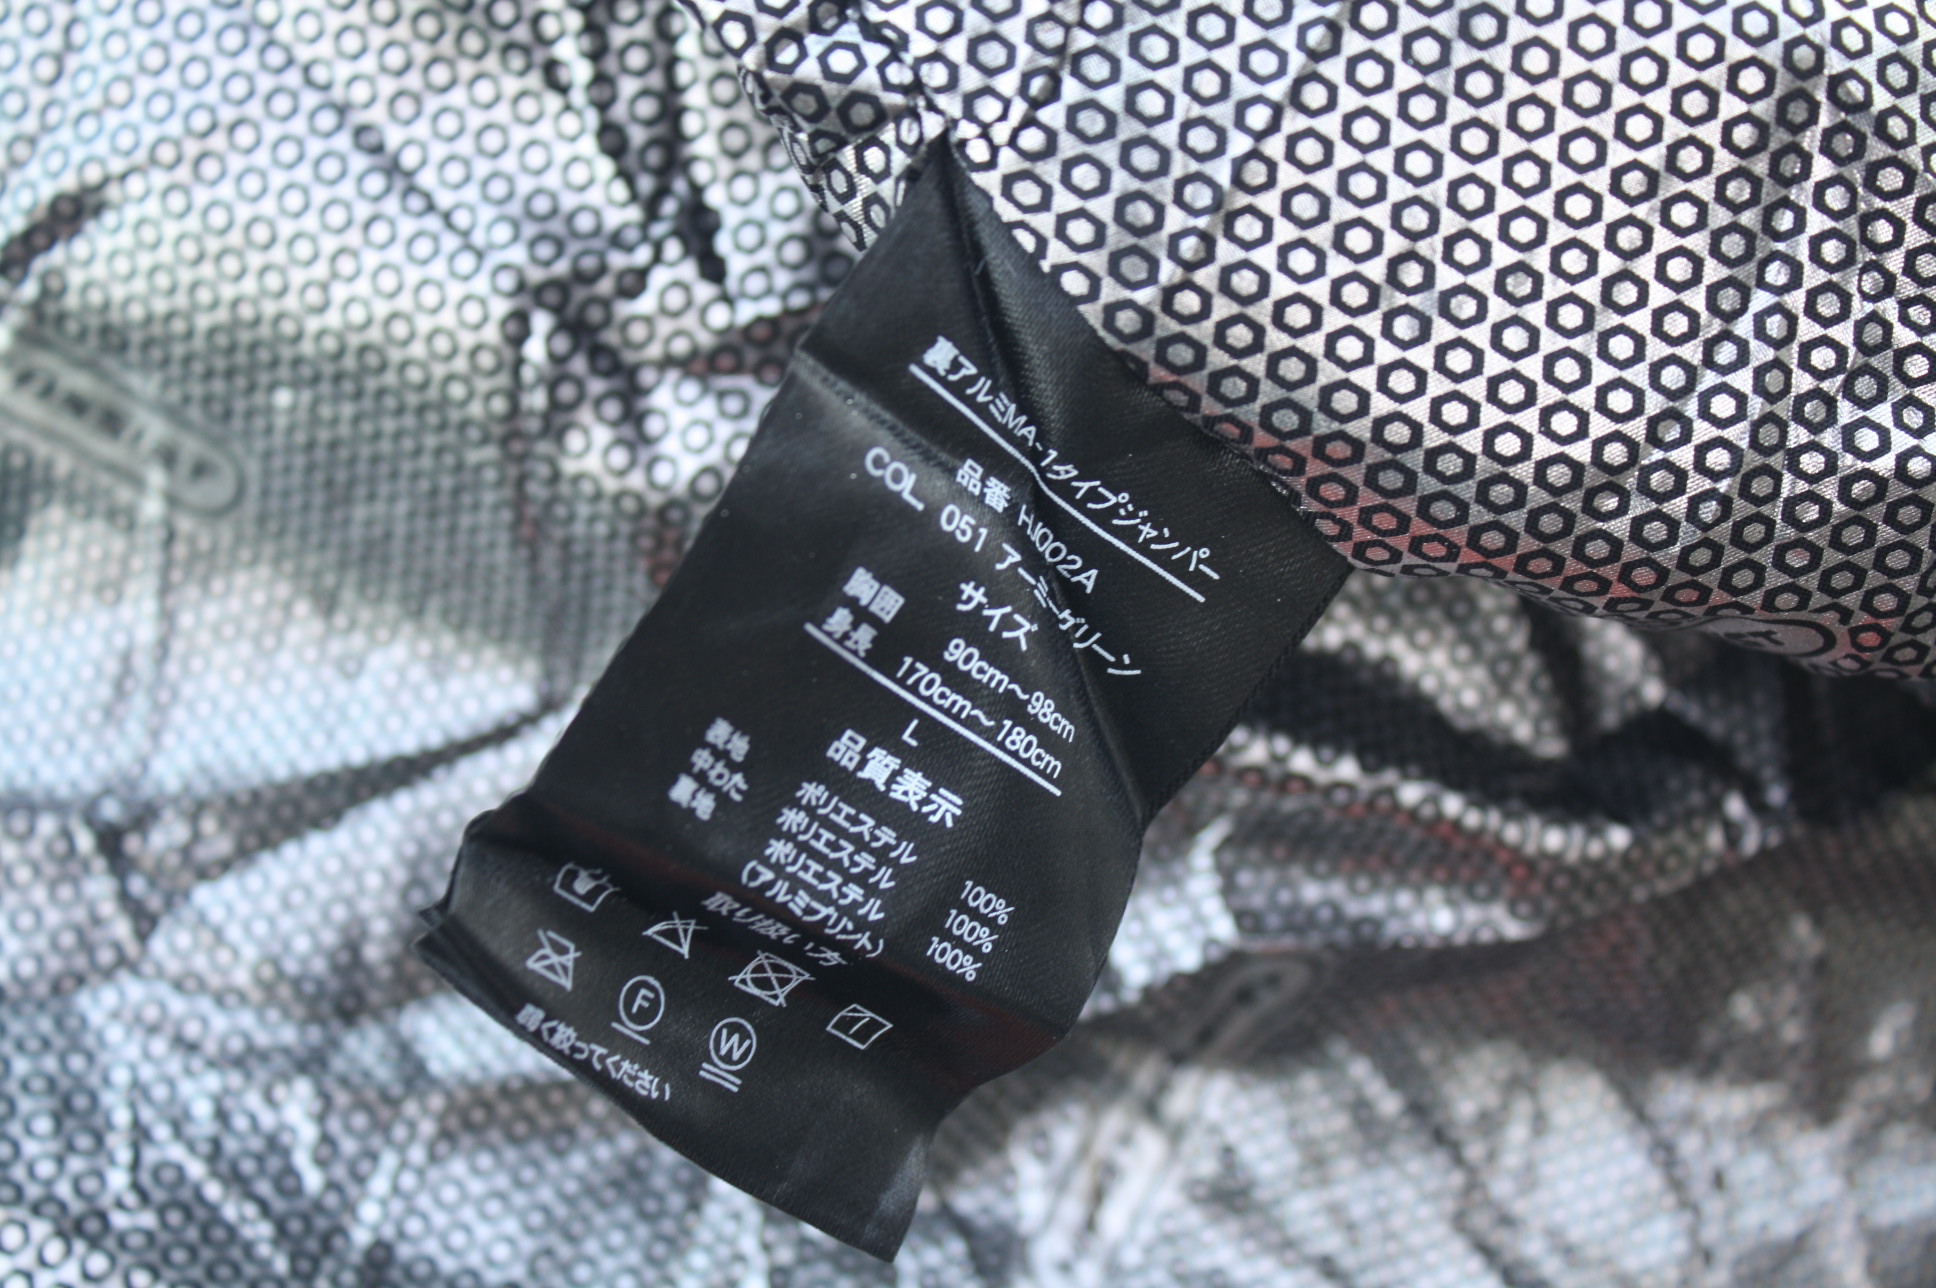 裏アルミMA-1タイプジャンパー
品番 HJ002A
COL 051 アーミーグリーン
サイズ
胸囲 90cm～98cm
身長 170cm～180cm
L
品質表示
表地 ポリエステル 100%
中わた ポリエステル 100%
裏地 ポリエステル 100%
(アルミプリント)
取り扱い方
F
W
弱く絞ってください